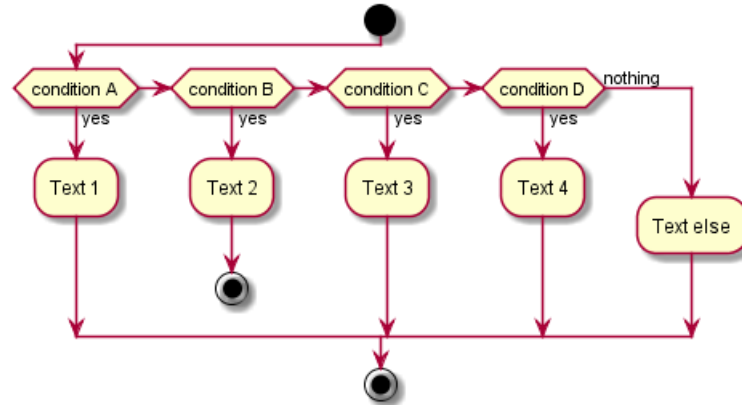 condition A
condition B
condition C
condition D
nothing
yes
yes
yes
yes
Text 1
Text 2
Text 3
Text 4
Text else